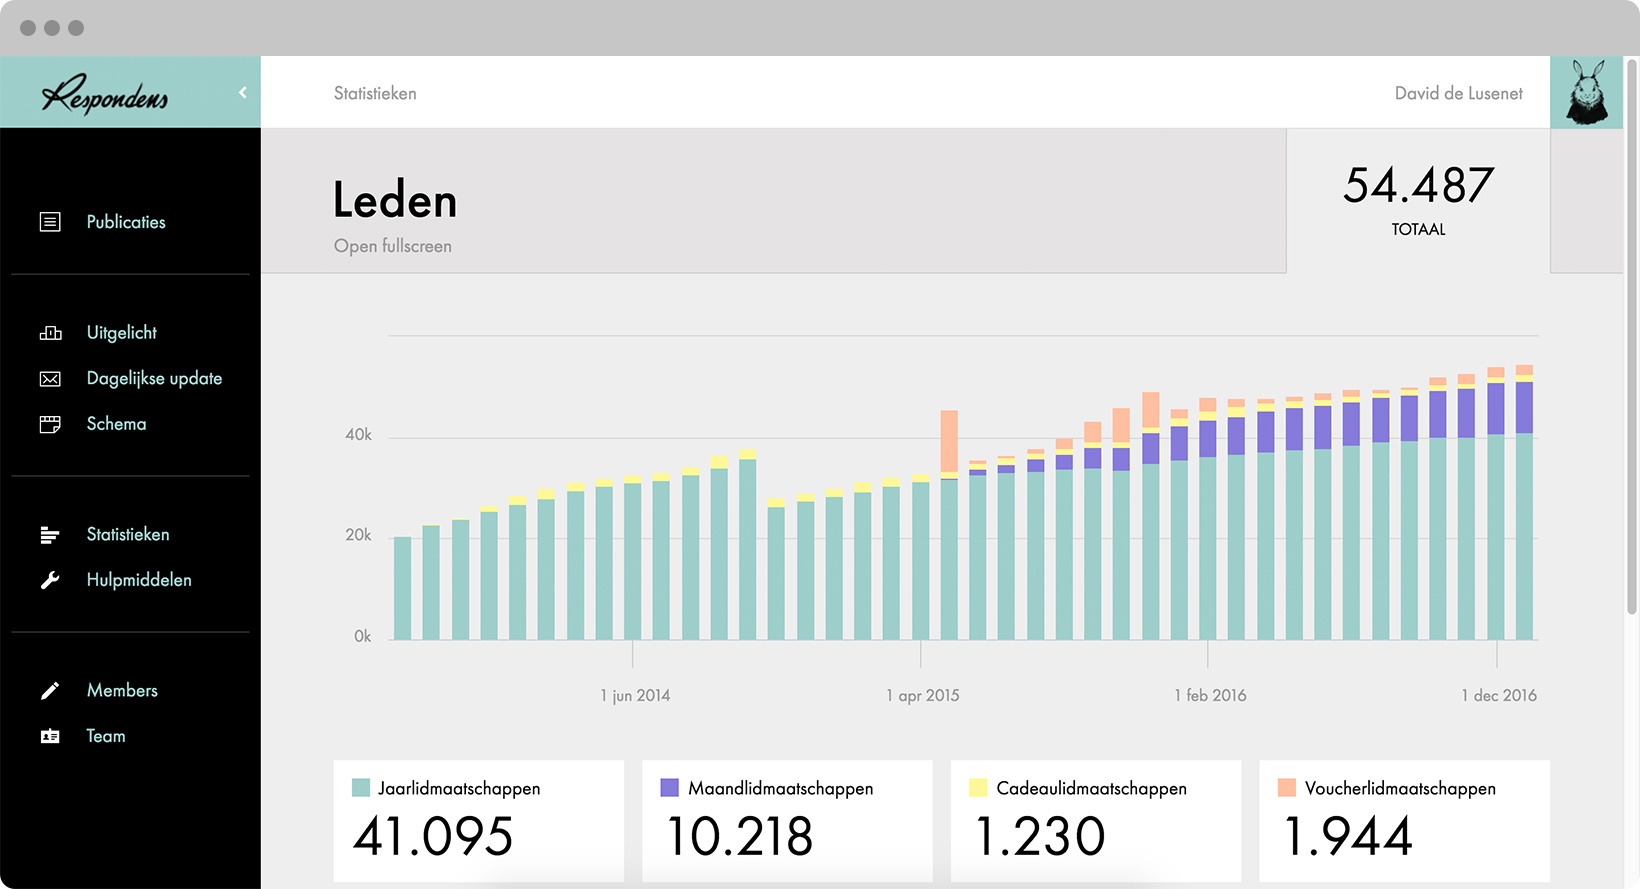 Respondens
Statistieken
David de Lusenet
Leden
Open fullscreen
54.487
TOTAAL
Publicaties
Uitgelicht
Dagelijkse update
Schema
Statistieken
Hulpmiddelen
Members
Team
40k
20k
0k
1 jun 2014
1 apr 2015
1 feb 2016
1 dec 2016
Jaarlidmaatschappen
41.095
Maandlidmaatschappen
10.218
Cadeaulidmaatschappen
1.230
Voucherlidmaatschappen
1.944